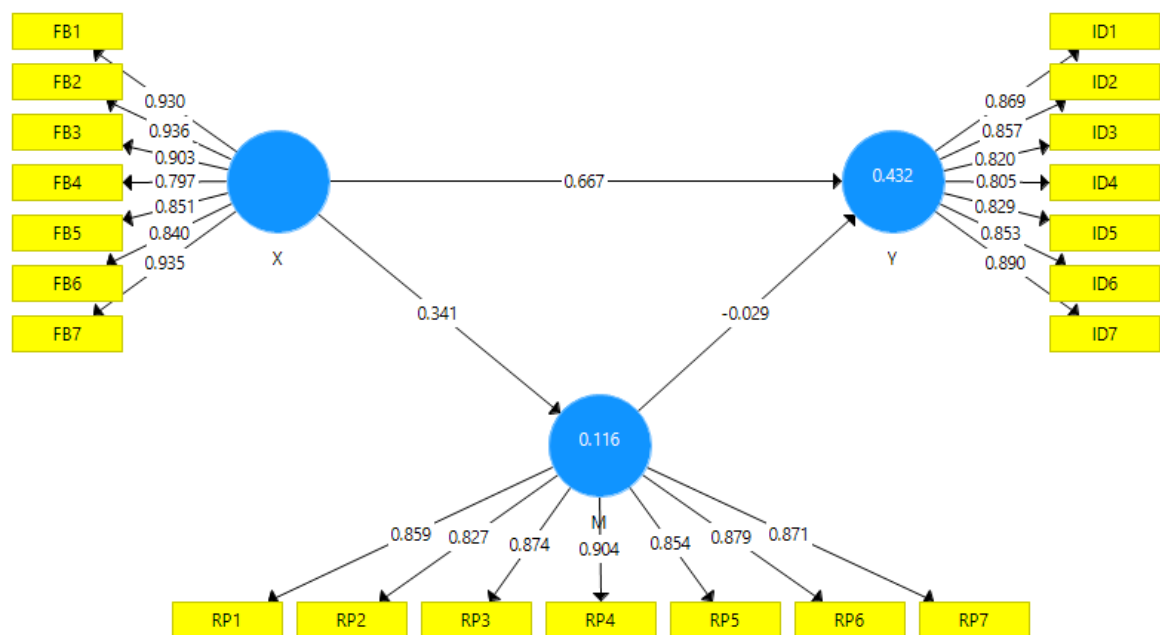 FB1
FB2
FB3
FB4
FB5
FB6
FB7
0.930
0.936
0.903
0.797
0.851
0.840
0.935
X
0.667
0.341
-0.029
0.432
Y
0.869
0.857
0.820
0.805
0.829
0.853
0.890
ID1
ID2
ID3
ID4
ID5
ID6
ID7
0.116
M
0.859
0.827
0.874
0.904
0.854
0.879
0.871
RP1
RP2
RP3
RP4
RP5
RP6
RP7